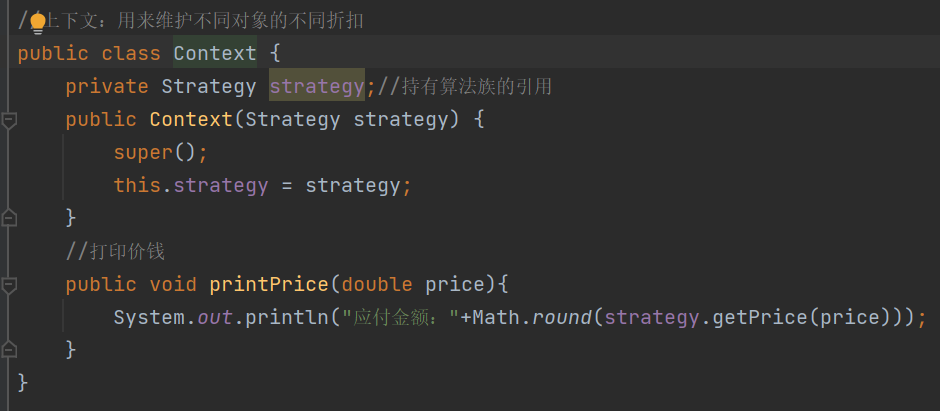 //上下文：用来维护不同对象的不同折扣
public class Context {
    private Strategy strategy;//持有算法族的引用
    public Context(Strategy strategy) {
        super();
        this.strategy = strategy;
    }
    //打印价钱
    public void printPrice(double price){
        System.out.println("应付金额："+Math.round(strategy.getPrice(price)));
    }
}